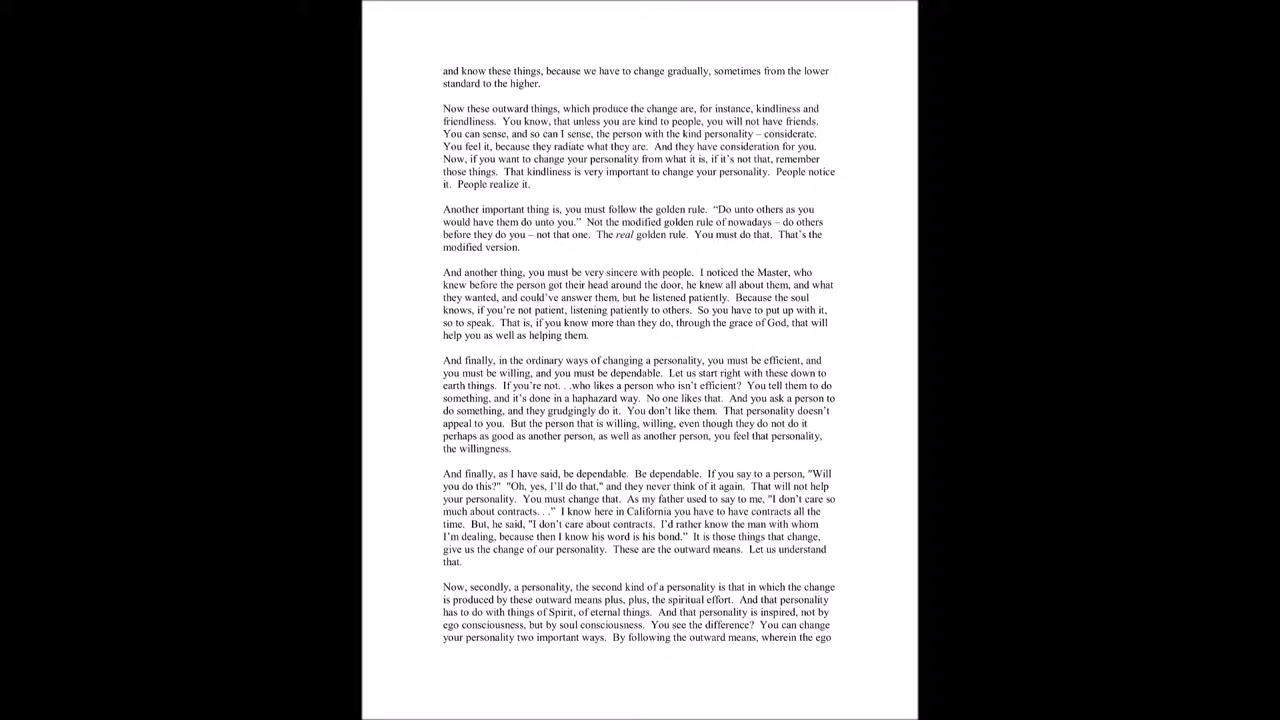 and know these things, because we have to change gradually, sometimes from the lower
standard to the higher.
Now these outward things, which produce the change are, for instance, kindliness and
friendliness.  You know, that unless you are kind to people, you will not have friends.
You can sense, and so can I sense, the person with the kind personality – considerate.
You feel it, because they radiate what they are.  And they have consideration for you.
Now, if you want to change your personality from what it is, if it's not that, remember
those things.  That kindliness is very important to change your personality.  People notice
it.  People realize it.
Another important thing is, you must follow the golden rule.  “Do unto others as you
would have them do unto you.”  Not the modified golden rule of nowadays – do others
before they do you – not that one.  The real golden rule.  You must do that.  That’s the
modified version.
And another thing, you must be very sincere with people.  I noticed the Master, who
knew before the person got their head around the door, he knew all about them, and what
they wanted, and could’ve answer them, but he listened patiently.  Because the soul
knows, if you’re not patient, listening patiently to others.  So you have to put up with it,
so to speak.  That is, if you know more than they do, through the grace of God, that will
help you as well as helping them.
And finally, in the ordinary ways of changing a personality, you must be efficient, and
you must be willing, and you must be dependable.  Let us start right with these down to
earth things.  If you’re not. . .who likes a person who isn’t efficient?  You tell them to do
something, and it’s done in a haphazard way.  No one likes that.  And you ask a person to
do something, and they grudgingly do it.  You don’t like them.  That personality doesn’t
appeal to you.  But the person that is willing, willing, even though they do not do it
perhaps as good as another person, as well as another person, you feel that personality,
the willingness.
And finally, as I have said, be dependable.  Be dependable.  If you say to a person, "Will
you do this?"  "Oh, yes, I’ll do that," and they never think of it again.  That will not help
your personality.  You must change that.  As my father used to say to me, "I don’t care so
much about contracts. . .”  I know here in California you have to have contracts all the
time.  But, he said, "I don’t care about contracts.  I’d rather know the man with whom
I’m dealing, because then I know his word is his bond.”  It is those things that change,
give us the change of our personality.  These are the outward means.  Let us understand
that.
Now, secondly, a personality, the second kind of a personality is that in which the change
is produced by these outward means plus, plus, the spiritual effort.  And that personality
has to do with things of Spirit, of eternal things.  And that personality is inspired, not by
ego consciousness, but by soul consciousness.  You see the difference?  You can change
your personality two important ways.  By following the outward means, wherein the ego